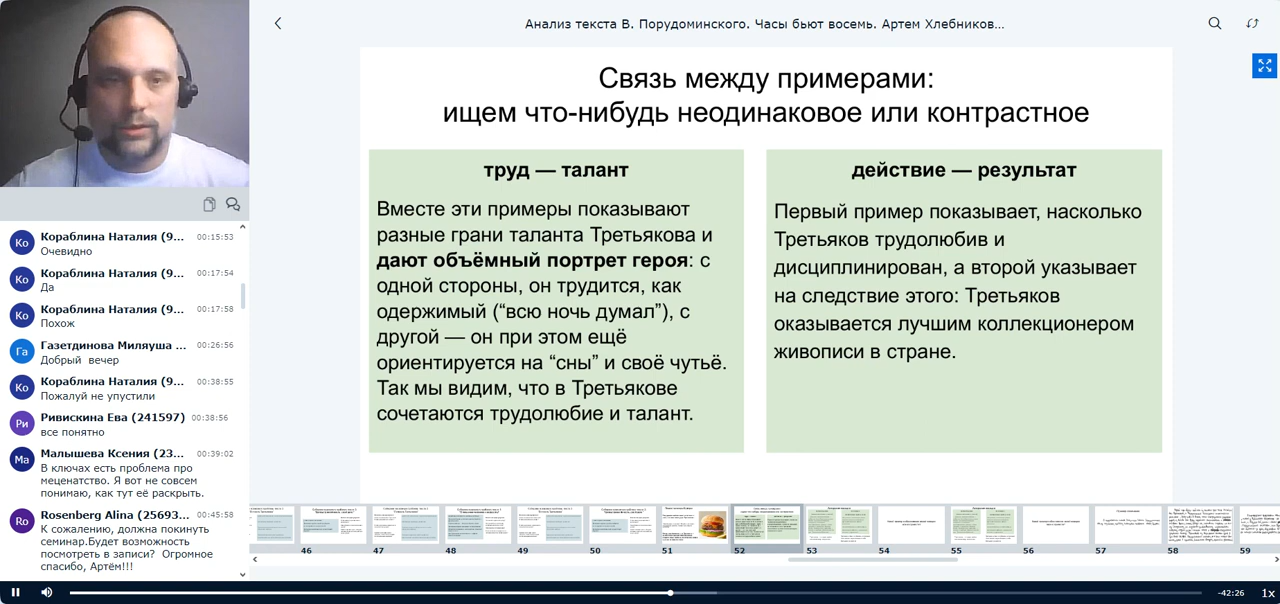 Анализ текста В. Порудоминского. Часы бьют восемь. Артем Хлебников...
Связь между примерами:
ищем что-нибудь неодинаковое или контрастное
труд — талант
Вместе эти примеры показывают
разные грани таланта Третьякова и
дают объёмный портрет героя: с
одной стороны, он трудится, как
одержимый (“всю ночь думал”), с
другой — он при этом ещё
ориентируется на “сны” и своё чутьё.
Так мы видим, что в Третьякове
сочетаются трудолюбие и талант.
действие — результат
Первый пример показывает, насколько
Третьяков трудолюбив и
дисциплинирован, а второй указывает
на следствие этого: Третьяков
оказывается лучшим коллекционером
живописи в стране.
Ко Кораблина Наталия (9... 00:15:53
Очевидно
Ко Кораблина Наталия (9... 00:17:54
Да
Ко Кораблина Наталия (9... 00:17:58
Похож
Га Газетдинова Миляуша ... 00:26:56
Добрый вечер
Ко Кораблина Наталия (9... 00:38:55
Пожалуй не упустили
Ри Ривискина Ева (241597) 00:38:56
все понятно
Ма Малышева Ксения (23... 00:39:02
В ключах есть проблема про
меценатство. Я вот не совсем
понимаю, как тут её раскрыть.
Ro Rosenberg Alina (25693... 00:45:58
К сожалению, должна покинуть
семинар.Будет возможность
посмотреть в записи? Огромное
спасибо, Артём!!!
46 47 48 49 50 51 52 53 54 55 56 57 58 59
-42:26 1x